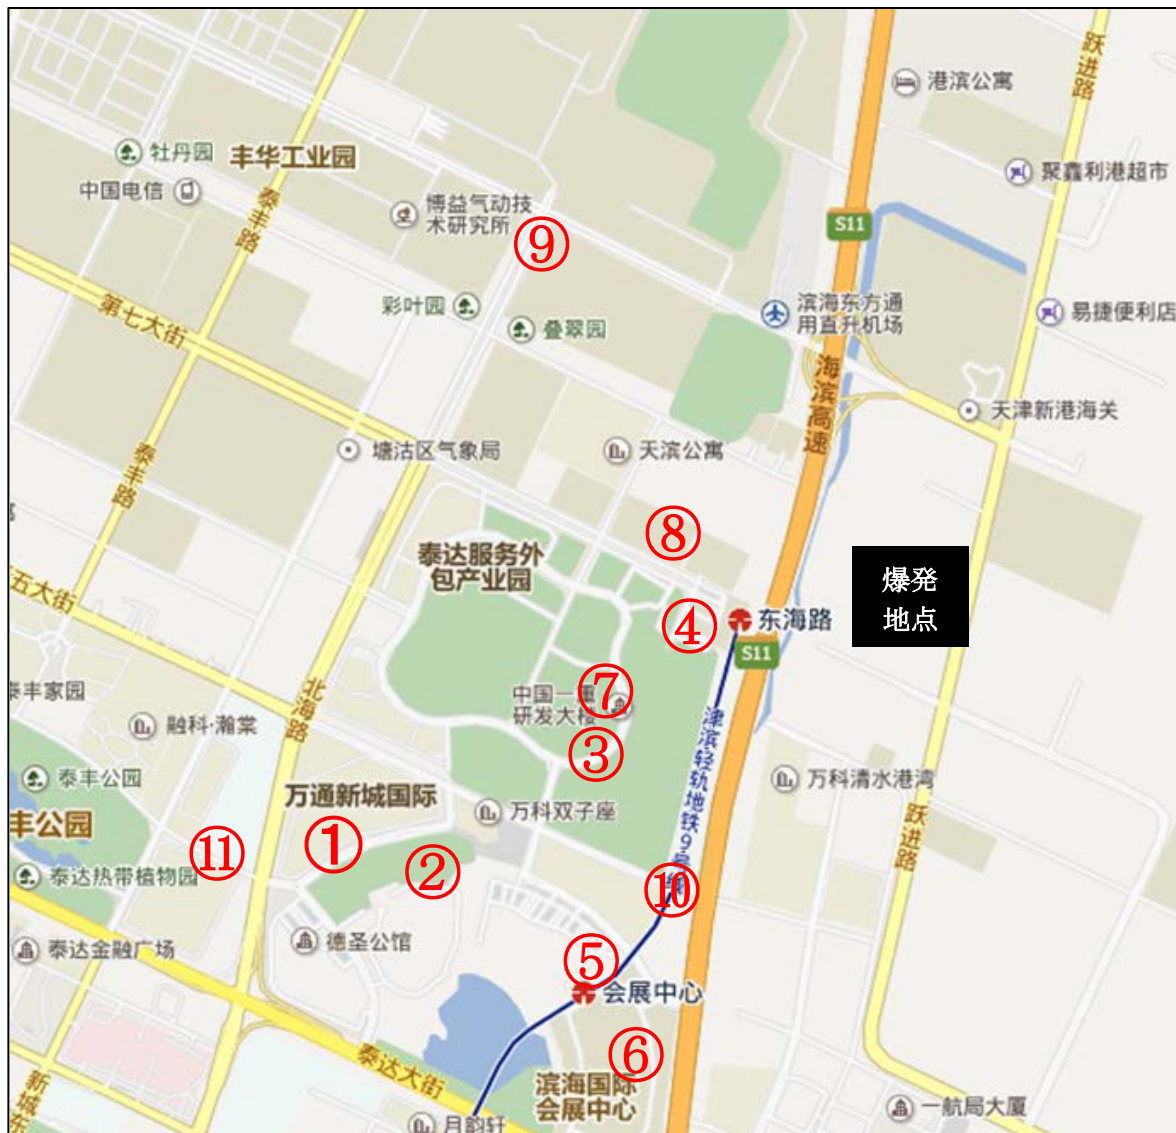 跃进路
港滨公寓
牡丹园
丰华工业园
聚鑫利港超市
中国电信
泰丰路
博益气动技
术研究所
S11
⑨
第七大街
彩叶园
滨海东方通
用直升机场
易捷便利店
叠翠园
海滨高速
天津新港海关
塘沽区气象局
天滨公寓
泰丰路
⑧
泰达服务外
包产业园
爆発
地点
五大街
④
东海路
S11
泰丰家园
北海路
融科·瀚棠
中国一重
研发大楼
⑦
津滨轻轨地铁9号线
③
泰丰公园
万通新城国际
万科双子座
万科清水港湾
丰公园
跃进路
⑪
①
②
泰达热带植物园
⑩
泰达金融广场
德圣公馆
⑤
会展中心
⑥
泰达大街
滨海国际
会展中心
新城东
月韵轩
一航局大厦